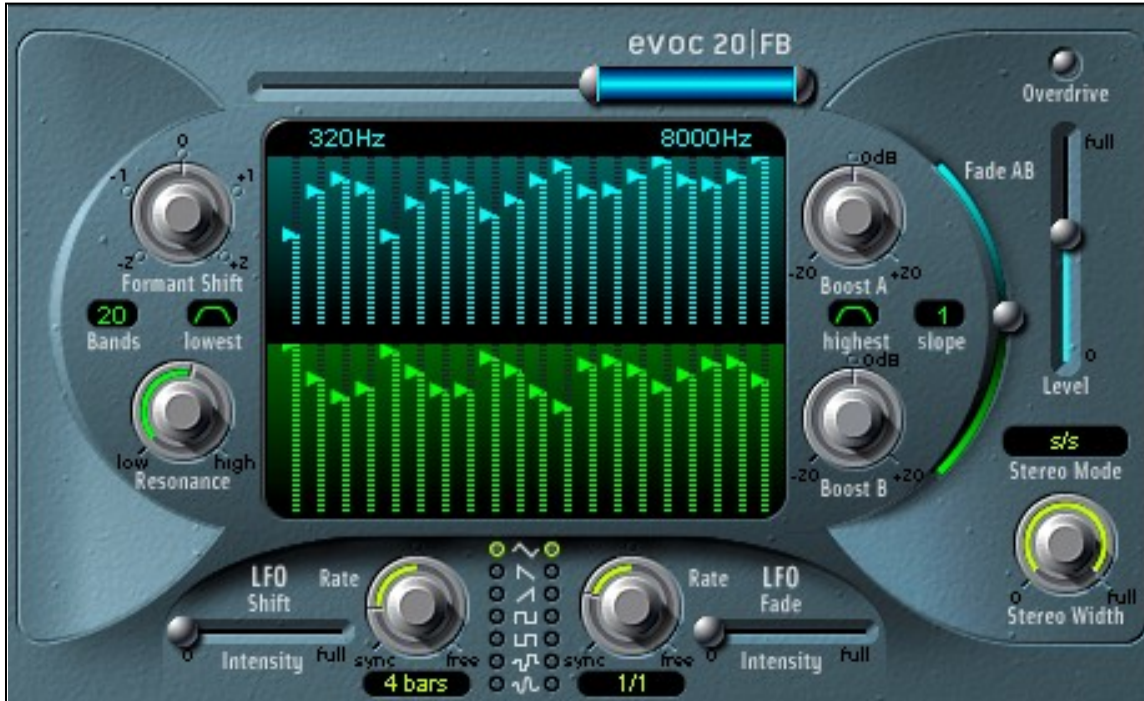 evoc 20|FB
Overdrive
320Hz 8000Hz
full
0
-1 +1
-2 +2
Formant Shift
0dB
-20 +20
Boost A
Fade AB
20
Bands
lowest
highest
1
slope
0
Level
low high
Resonance
0dB
-20 +20
Boost B
s/s
Stereo Mode
0 full
Stereo Width
LFO
Shift
Rate
0 full
Intensity
sync free
4 bars
Rate
LFO
Fade
sync free
1/1
0 full
Intensity